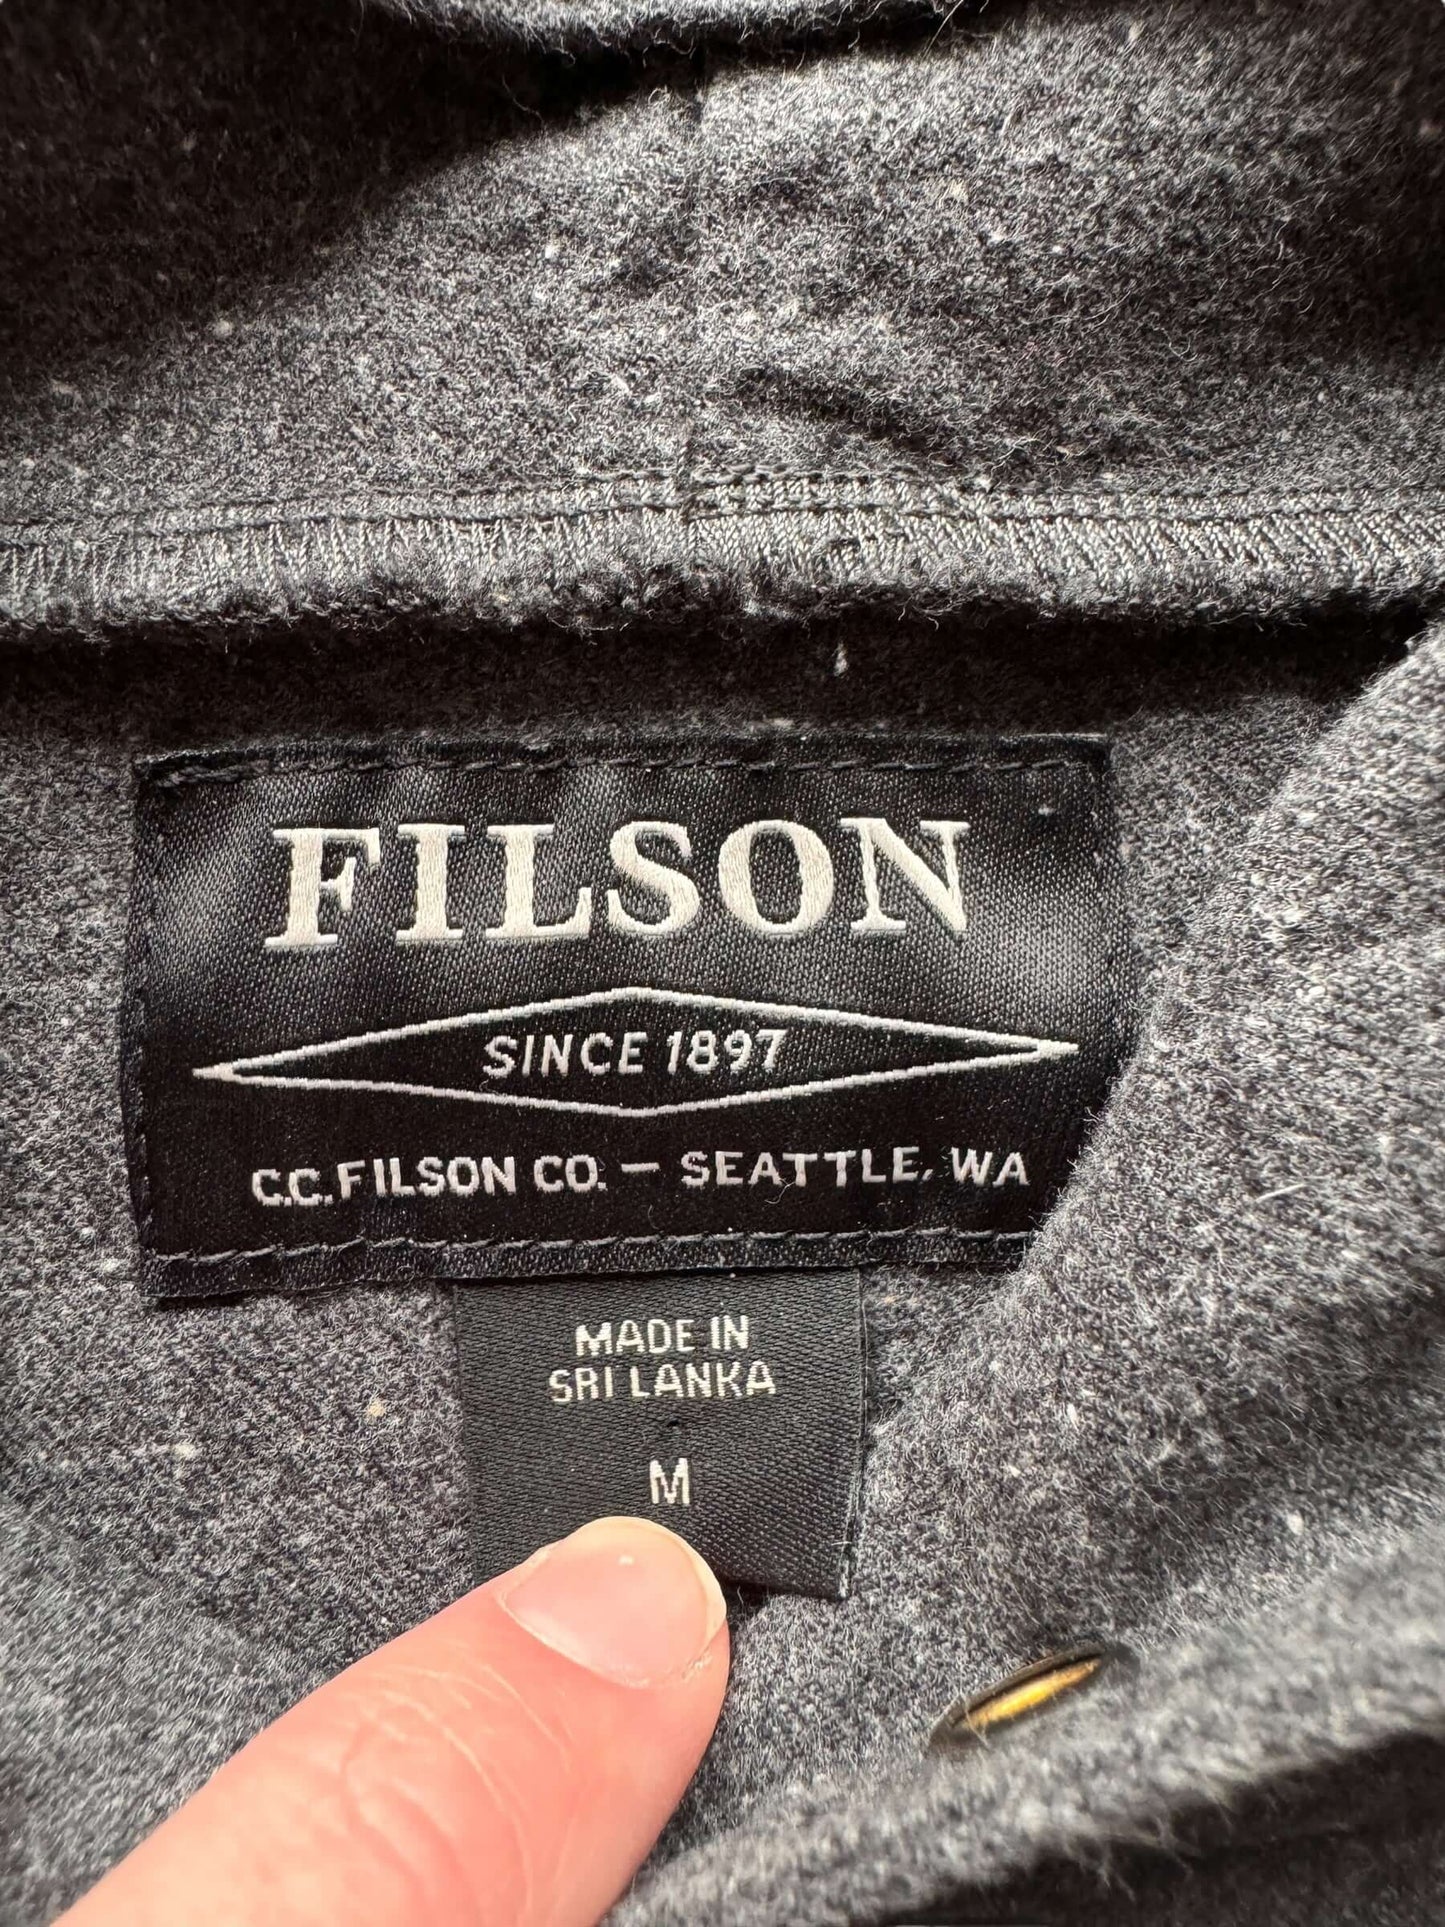 FILSON
SINCE 1897
C.C. FILSON CO. – SEATTLE, WA
MADE IN
SRI LANKA
M